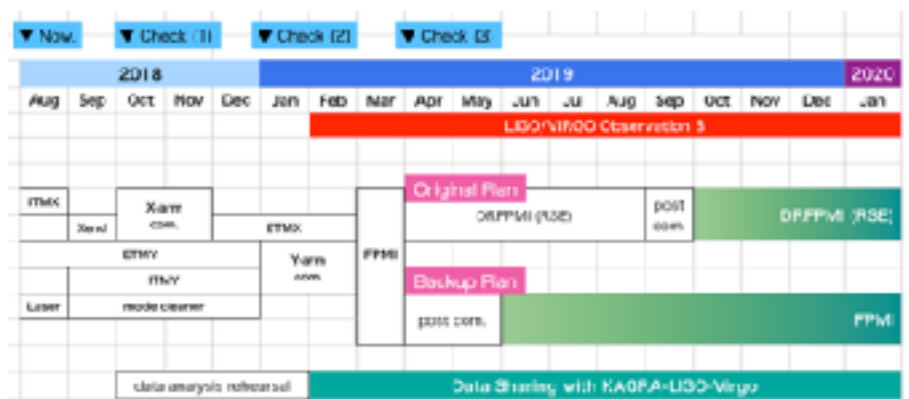 ▼ Now.
▼ Check (1)
▼ Check (2)
▼ Check (3)
2018
2019
2020
Aug Sep Oct Nov Dec Jan Feb Mar Apr May Jun Jul Aug Sep Oct Nov Dec Jan
LIGO/VIRGO Observation 3
Original Plan
ITMX
X-arm
com.
ETMX
FPMI
DRFPMI (RSE)
post
com.
DRFPMI (RSE)
ETMY
Y-arm
com.
ITMY
Backup Plan
Laser
mode cleaner
post com.
FPMI
data analysis rehearsal
Data Sharing with KAGRA-LIGO-Virgo